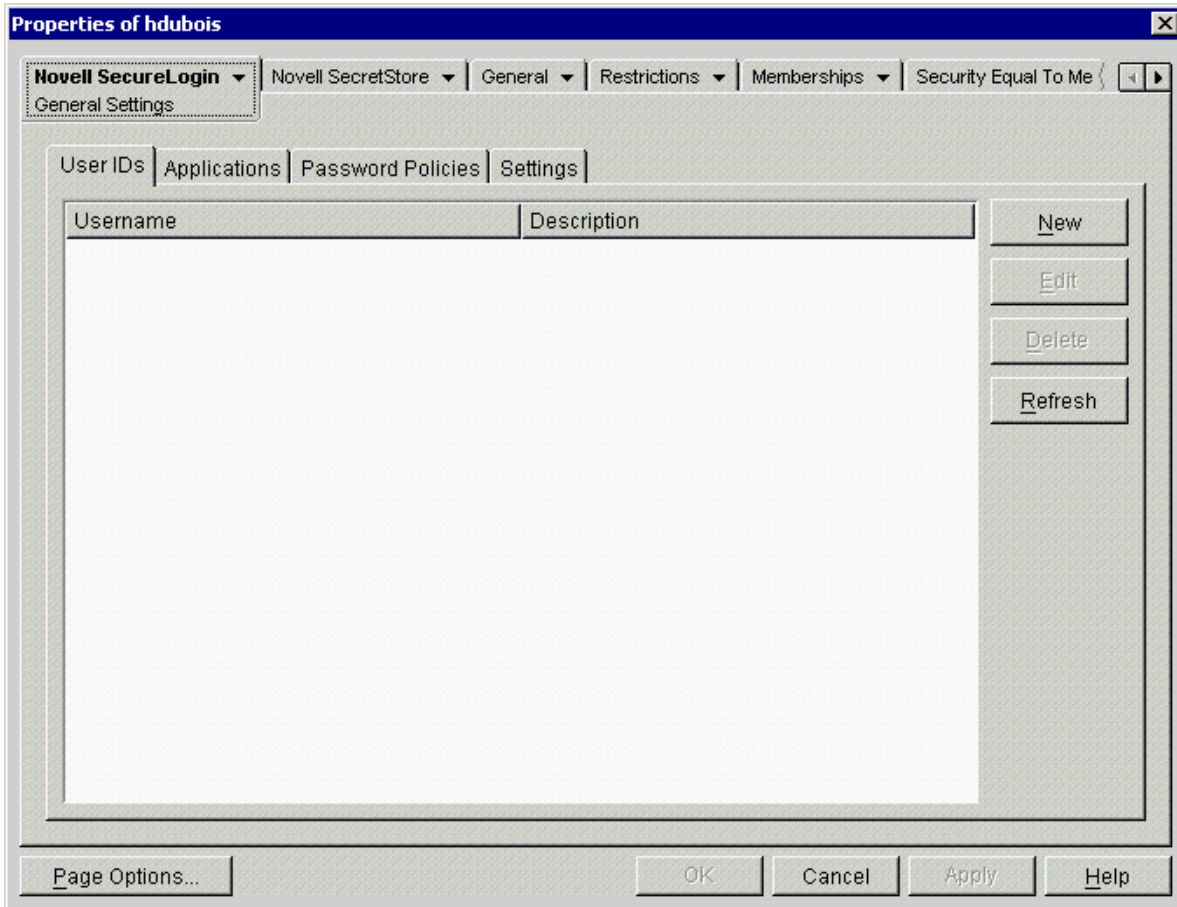 Properties of hdubois
Novell SecureLogin Novell SecretStore General Restrictions Memberships Security Equal To Me
General Settings
User IDs Applications Password Policies Settings
Username Description
New
Edit
Delete
Refresh
Page Options... OK Cancel Apply Help